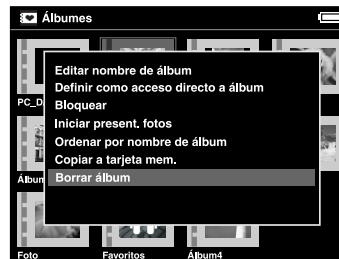 Álbumes
Editar nombre de álbum
Definir como acceso directo a álbum
PC_D
Bloquear
Iniciar present. fotos
Ordenar por nombre de álbum
Copiar a tarjeta mem.
Borrar álbum
Álbum
Foto
Favoritos
Álbum4